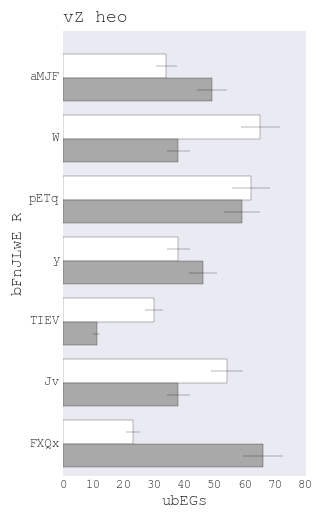 vZ heo
aMJF
W
pETq
y
TIEV
Jv
FXQx
bFnJLwE R
0 10 20 30 40 50 60 70 80
ubEGs